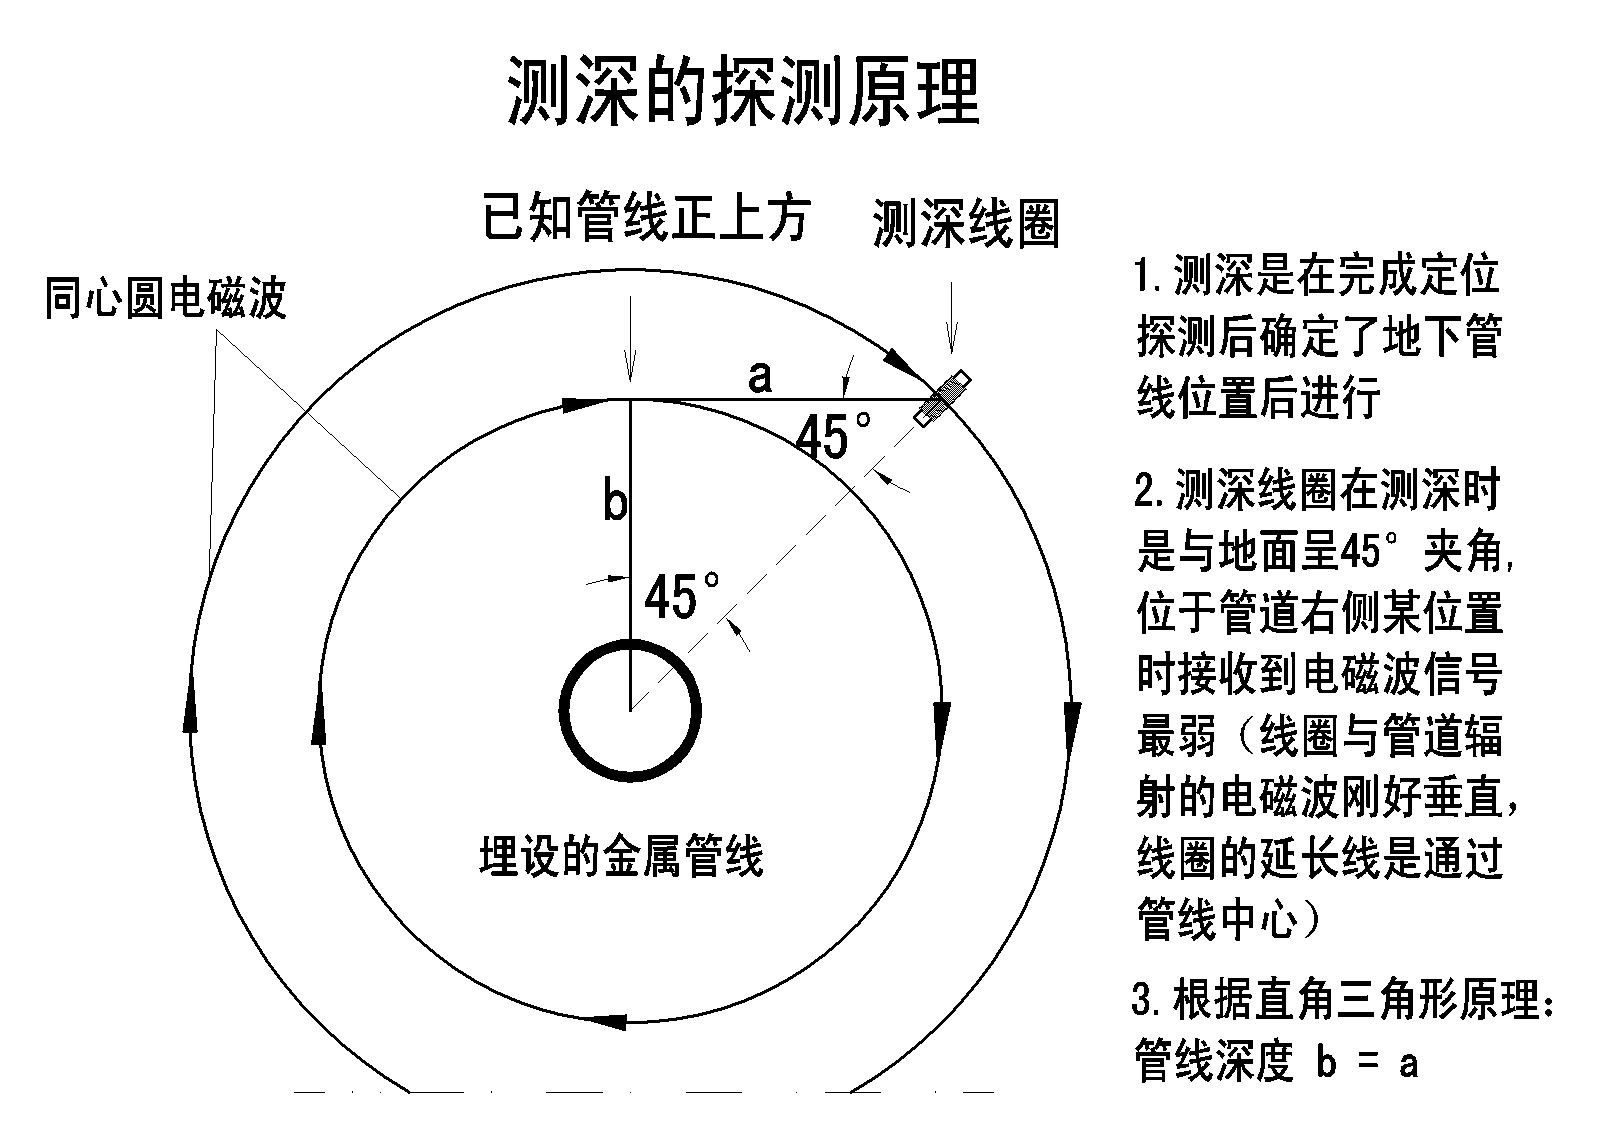 测深的探测原理
已知管线正上方
测深线圈
同心圆电磁波
a
45°
b
45°
埋设的金属管线
1.测深是在完成定位
探测后确定了地下管
线位置后进行
2.测深线圈在测深时
是与地面呈45°夹角,
位于管道右侧某位置
时接收到电磁波信号
最弱（线圈与管道辐
射的电磁波刚好垂直，
线圈的延长线是通过
管线中心）
3.根据直角三角形原理：
管线深度 b = a